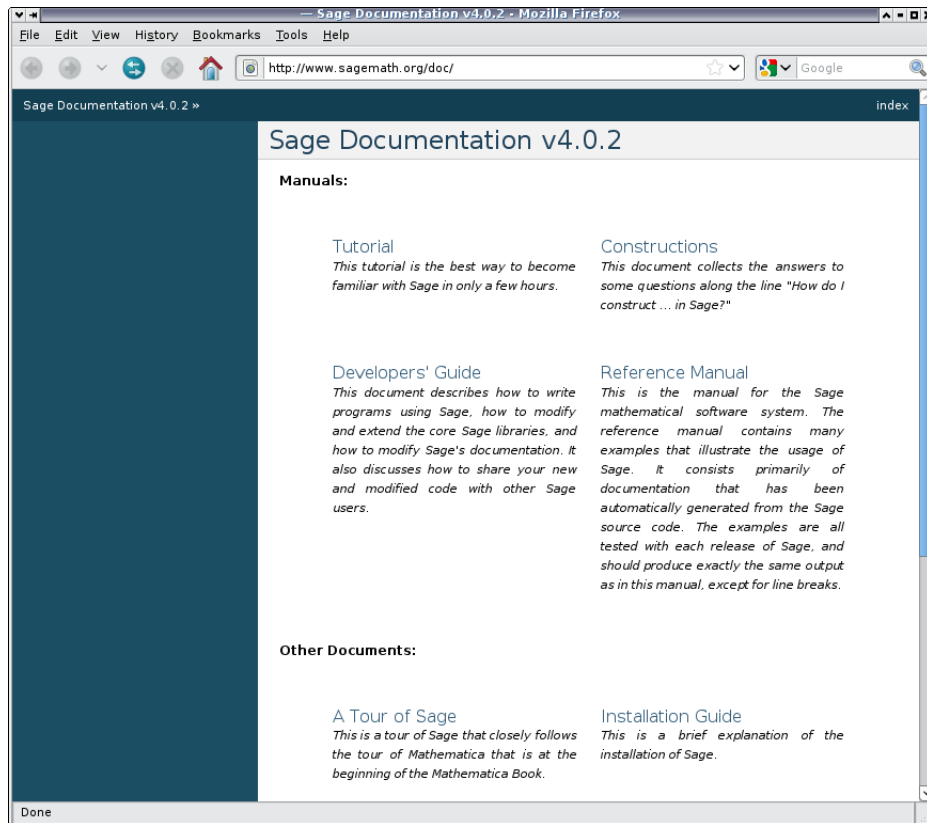 — Sage Documentation v4.0.2 - Mozilla Firefox
File Edit View History Bookmarks Tools Help
http://www.sagemath.org/doc/
Google
Sage Documentation v4.0.2 »
index
Sage Documentation v4.0.2
Manuals:
Tutorial
This tutorial is the best way to become
familiar with Sage in only a few hours.
Constructions
This document collects the answers to
some questions along the line "How do I
construct ... in Sage?"
Developers' Guide
This document describes how to write
programs using Sage, how to modify
and extend the core Sage libraries, and
how to modify Sage's documentation. It
also discusses how to share your new
and modified code with other Sage
users.
Reference Manual
This is the manual for the Sage
mathematical software system. The
reference manual contains many
examples that illustrate the usage of
Sage. It consists primarily of
documentation that has been
automatically generated from the Sage
source code. The examples are all
tested with each release of Sage, and
should produce exactly the same output
as in this manual, except for line breaks.
Other Documents:
A Tour of Sage
This is a tour of Sage that closely follows
the tour of Mathematica that is at the
beginning of the Mathematica Book.
Installation Guide
This is a brief explanation of the
installation of Sage.
Done